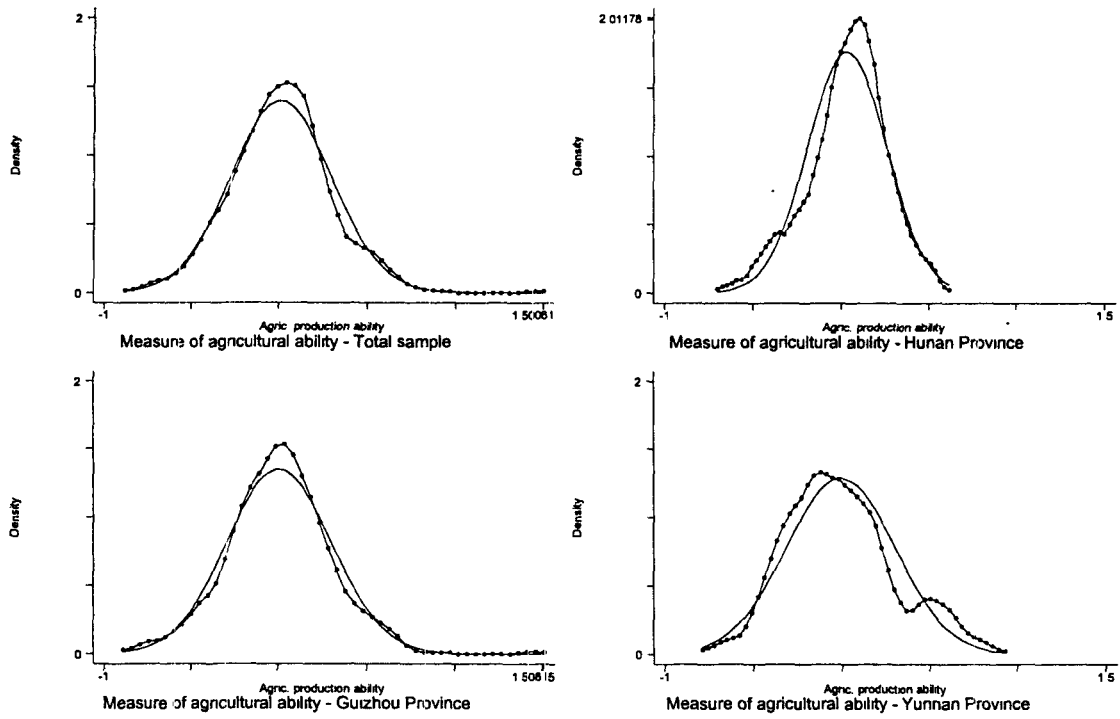 2
Density
0
-1
1 50081
Agric production ability
Measure of agricultural ability - Total sample
2 01178
Density
0
-1
1 5
Agric. production ability
Measure of agricultural ability - Hunan Province
2
Density
0
-1
1 50615
Agric. production ability
Measure of agricultural ability - Guizhou Province
2
Density
0
-1
1 5
Agric. production ability
Measure of agricultural ability - Yunnan Province